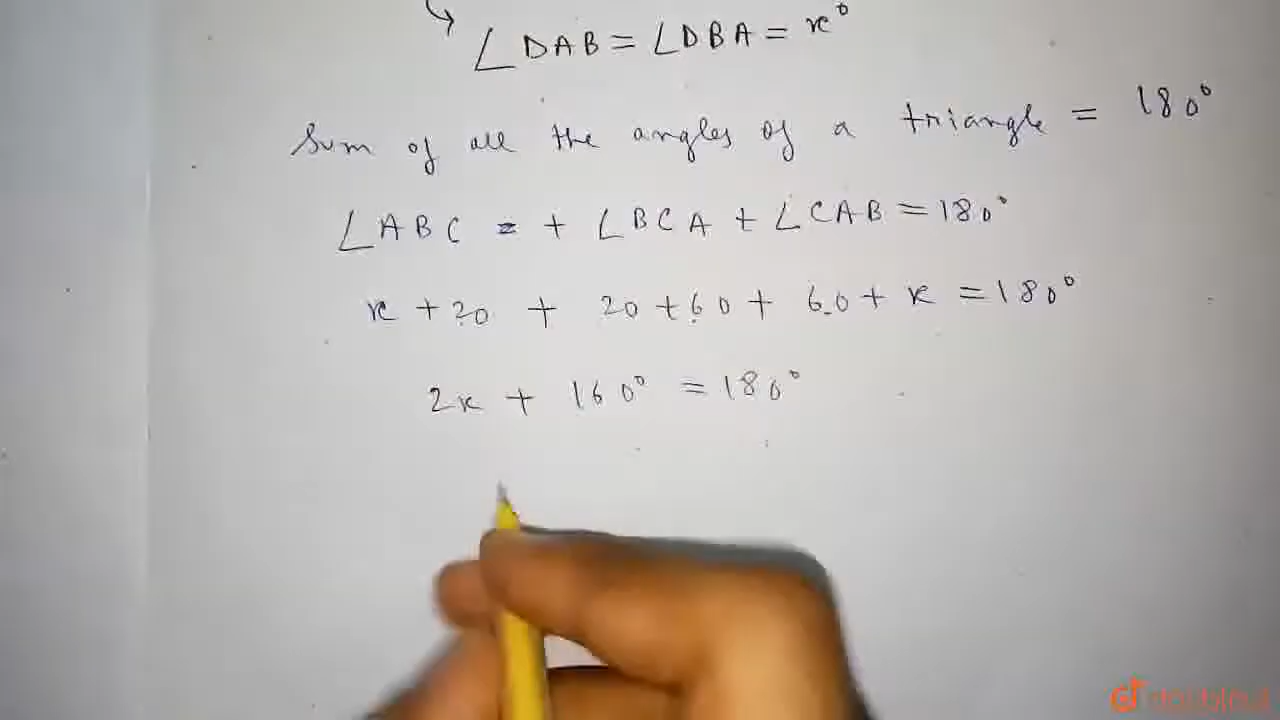 ∠DAB = ∠DBA = x°
Sum of all the angles of a triangle = 180°
∠ABC = + ∠BCA + ∠CAB = 180°
x + 20 + 20 + 60 + 60 + x = 180°
2x + 160° = 180°
doubtnut